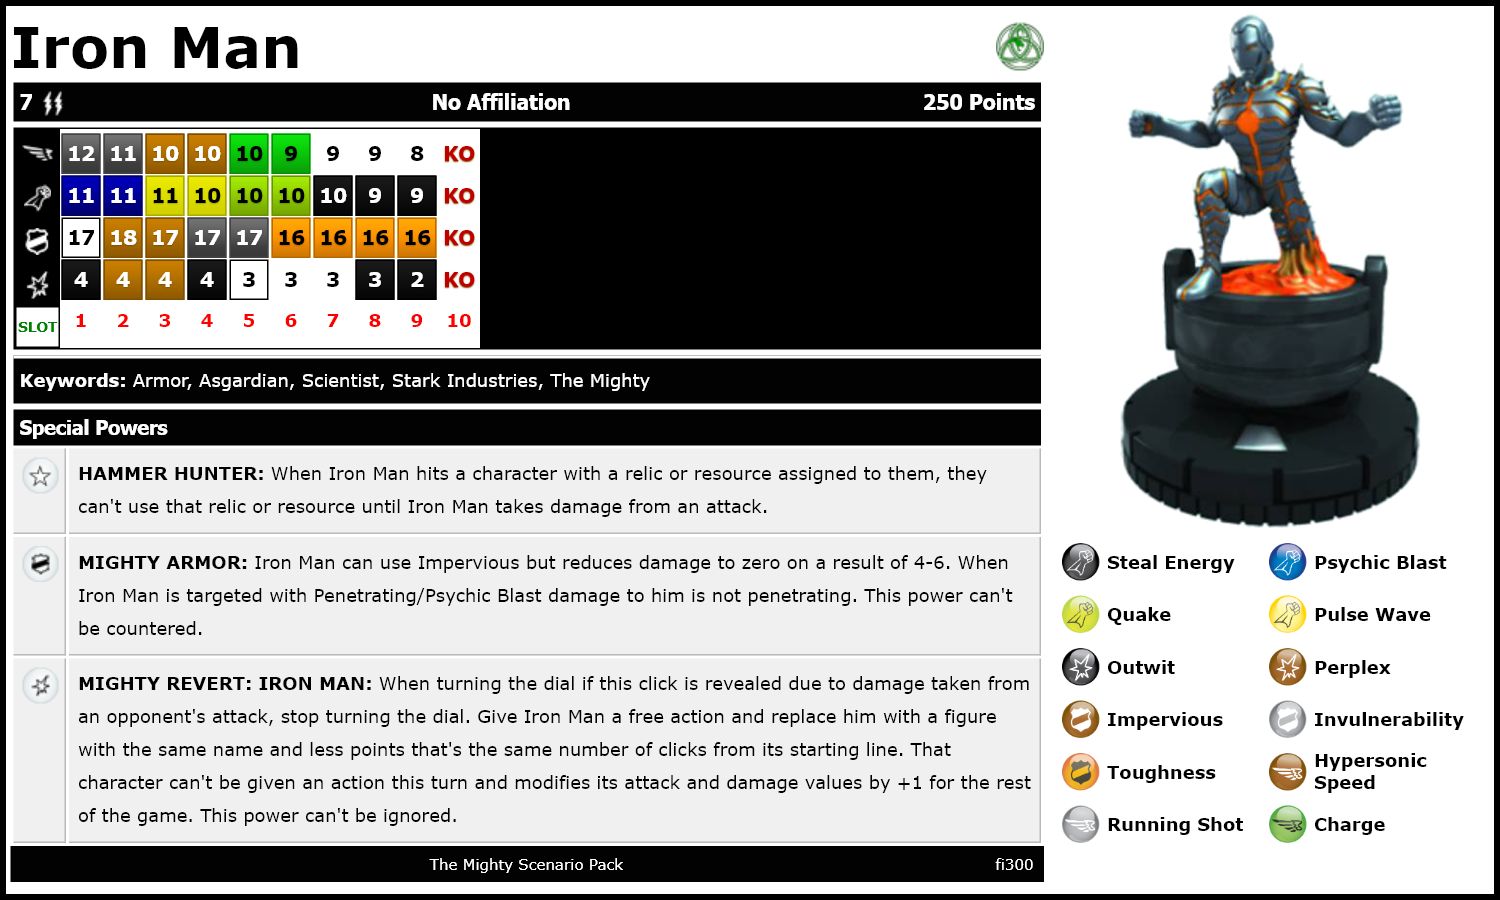 Iron Man
7 No Affiliation 250 Points
12 11 10 10 10 9 9 9 8 KO
11 11 11 10 10 10 10 9 9 KO
17 18 17 17 17 16 16 16 16 KO
4 4 4 4 3 3 3 3 2 KO
SLOT 1 2 3 4 5 6 7 8 9 10
Keywords: Armor, Asgardian, Scientist, Stark Industries, The Mighty
Special Powers
HAMMER HUNTER: When Iron Man hits a character with a relic or resource assigned to them, they
can't use that relic or resource until Iron Man takes damage from an attack.
MIGHTY ARMOR: Iron Man can use Impervious but reduces damage to zero on a result of 4-6. When
Iron Man is targeted with Penetrating/Psychic Blast damage to him is not penetrating. This power can't
be countered.
MIGHTY REVERT: IRON MAN: When turning the dial if this click is revealed due to damage taken from
an opponent's attack, stop turning the dial. Give Iron Man a free action and replace him with a figure
with the same name and less points that's the same number of clicks from its starting line. That
character can't be given an action this turn and modifies its attack and damage values by +1 for the rest
of the game. This power can't be ignored.
The Mighty Scenario Pack fi300
Steal Energy Psychic Blast
Quake Pulse Wave
Outwit Perplex
Impervious Invulnerability
Toughness Hypersonic
Speed
Running Shot Charge